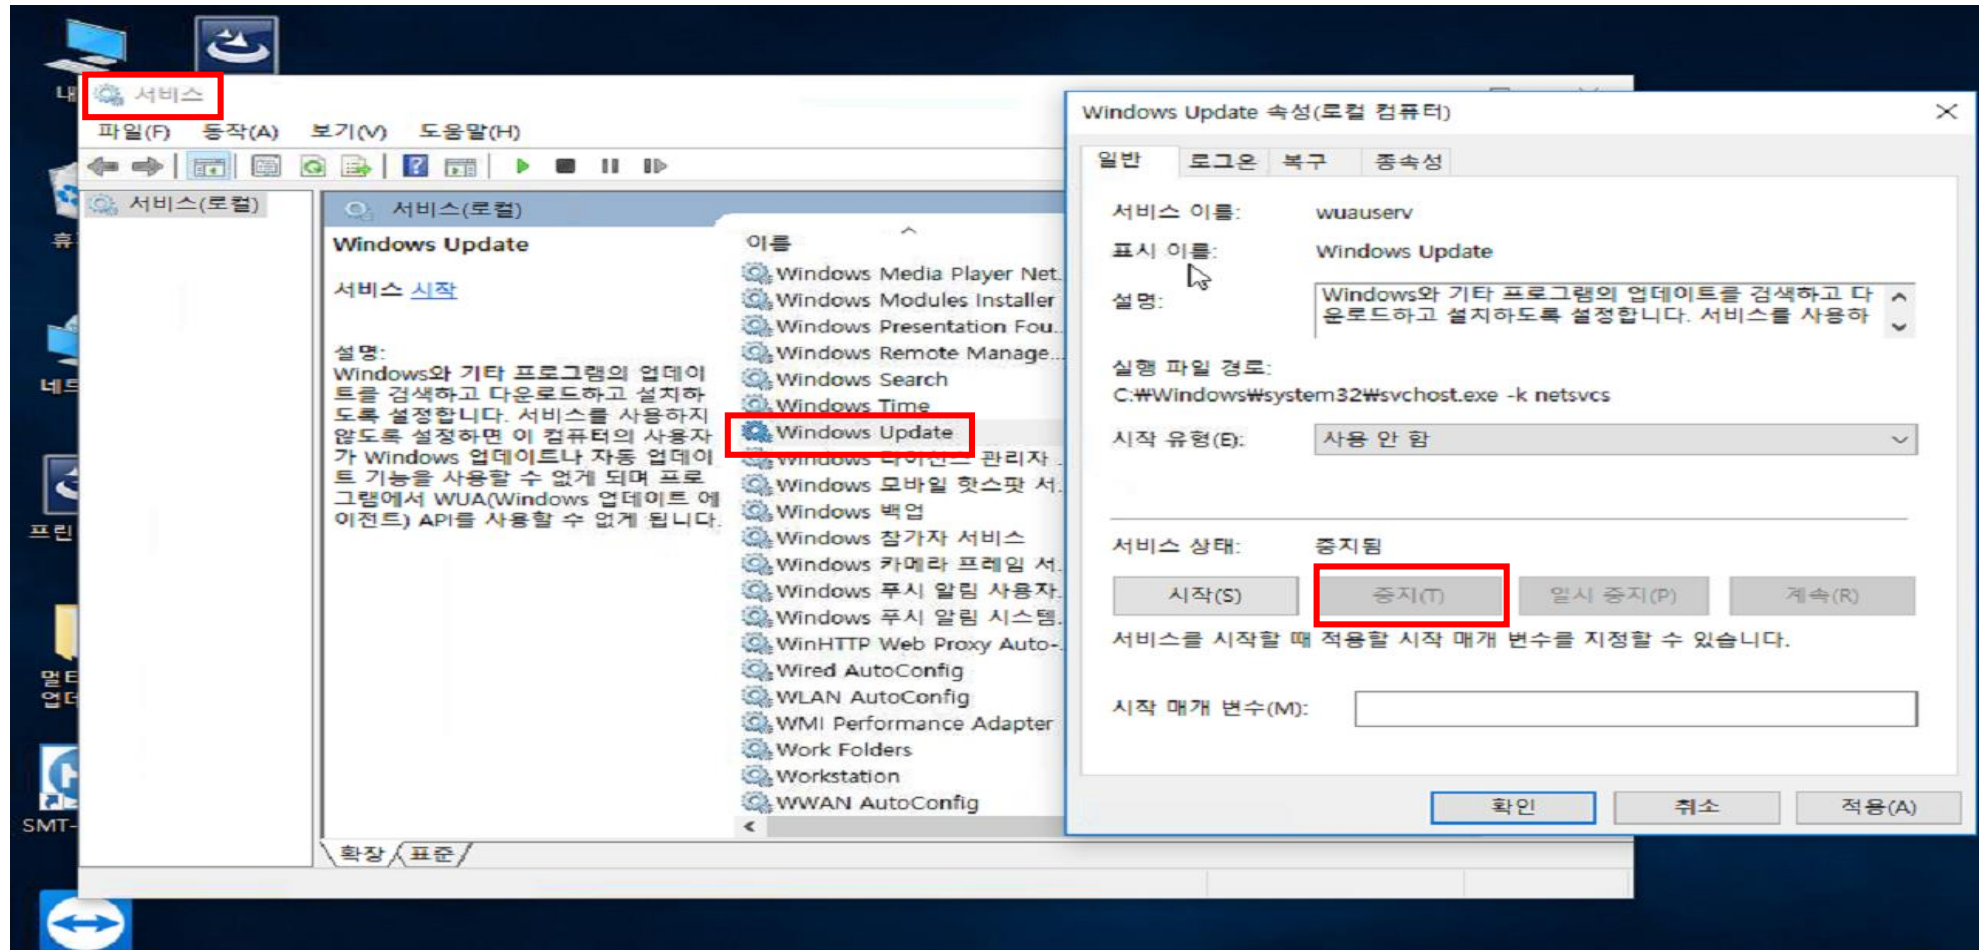 내
서비스
파일(F) 동작(A) 보기(V) 도움말(H)
서비스(로컬)
휴
네트
프린
멀티
업데
SMT-
서비스(로컬)
Windows Update
서비스 시작
설명:
Windows와 기타 프로그램의 업데이
트를 검색하고 다운로드하고 설치하
도록 설정합니다. 서비스를 사용하지
않도록 설정하면 이 컴퓨터의 사용자
가 Windows 업데이트나 자동 업데이
트 기능을 사용할 수 없게 되며 프로
그램에서 WUA(Windows 업데이트 에
이전트) API를 사용할 수 없게 됩니다.
이름
Windows Media Player Net.
Windows Modules Installer
Windows Presentation Fou..
Windows Remote Manage...
Windows Search
Windows Time
Windows Update
Windows 라이선스 관리자 .
Windows 모바일 핫스팟 서.
Windows 백업
Windows 참가자 서비스
Windows 카메라 프레임 서.
Windows 푸시 알림 사용자.
Windows 푸시 알림 시스템.
WinHTTP Web Proxy Auto-.
Wired AutoConfig
WLAN AutoConfig
WMI Performance Adapter
Work Folders
Workstation
WWAN AutoConfig
확장 표준
Windows Update 속성(로컬 컴퓨터)
일반 로그온 복구 종속성
서비스 이름: wuauserv
표시 이름: Windows Update
설명: Windows와 기타 프로그램의 업데이트를 검색하고 다
운로드하고 설치하도록 설정합니다. 서비스를 사용하
실행 파일 경로:
C:₩Windows₩system32₩svchost.exe -k netsvcs
시작 유형(E): 사용 안 함
서비스 상태: 중지됨
시작(S) 중지(T) 일시 중지(P) 계속(R)
서비스를 시작할 때 적용할 시작 매개 변수를 지정할 수 있습니다.
시작 매개 변수(M):
확인 취소 적용(A)